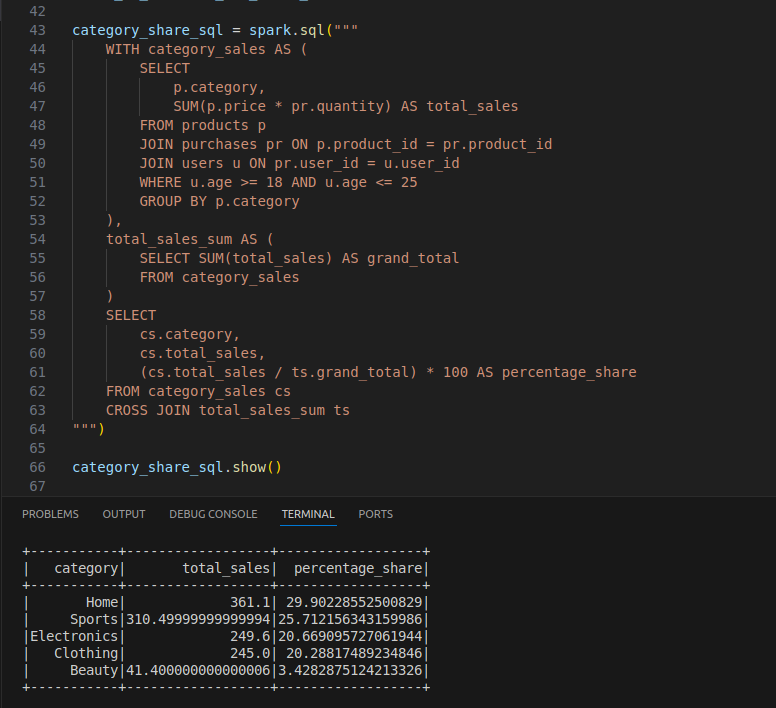 42
43 category_share_sql = spark.sql("""
44     WITH category_sales AS (
45         SELECT
46             p.category,
47             SUM(p.price * pr.quantity) AS total_sales
48         FROM products p
49         JOIN purchases pr ON p.product_id = pr.product_id
50         JOIN users u ON pr.user_id = u.user_id
51         WHERE u.age >= 18 AND u.age <= 25
52         GROUP BY p.category
53     ),
54     total_sales_sum AS (
55         SELECT SUM(total_sales) AS grand_total
56         FROM category_sales
57     )
58     SELECT
59         cs.category,
60         cs.total_sales,
61         (cs.total_sales / ts.grand_total) * 100 AS percentage_share
62     FROM category_sales cs
63     CROSS JOIN total_sales_sum ts
64 """)
65
66 category_share_sql.show()
67
PROBLEMS OUTPUT DEBUG CONSOLE TERMINAL PORTS
+-----------+------------------+------------------+
|   category|       total_sales|  percentage_share|
+-----------+------------------+------------------+
|       Home|             361.1| 29.90228552500829|
|     Sports|310.49999999999994|25.712156343159986|
|Electronics|             249.6|20.669095727061944|
|   Clothing|             245.0| 20.28817489234846|
|     Beauty|41.400000000000006|3.4282875124213326|
+-----------+------------------+------------------+